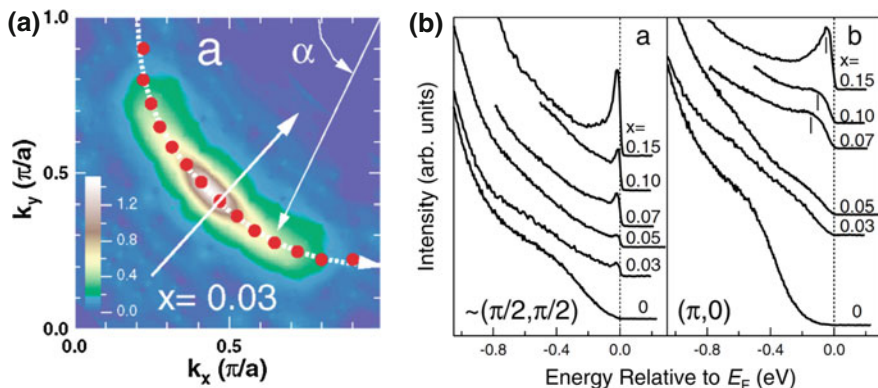 (a)
a
α
x= 0.03
1.2
0.8
0.4
0.0
1.0
0.5
0.0
0.0
0.5
k_y (π/a)
k_x (π/a)
(b)
a
x=
0.15
0.10
0.07
0.05
0.03
0
~(π/2,π/2)
b
x=
0.15
0.10
0.07
0.05
0.03
0
(π,0)
Intensity (arb. units)
-0.8 -0.4 0.0 -0.8 -0.4 0.0
Energy Relative to E_F (eV)